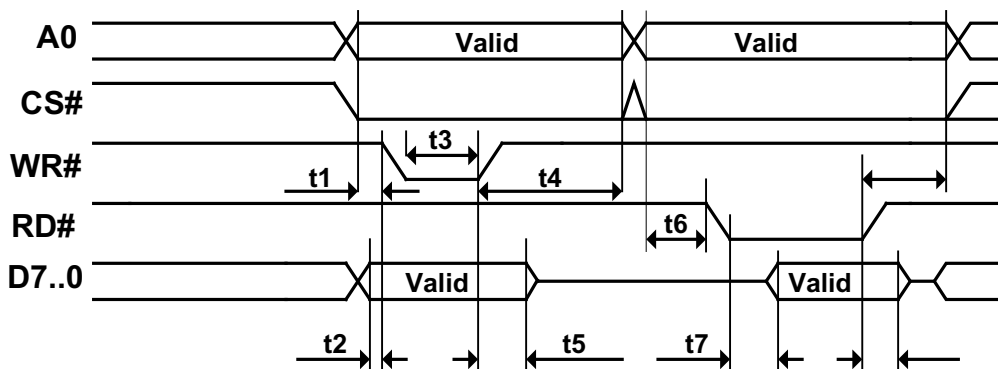 A0 Valid Valid
CS#
WR# t3
t1 t4
RD# t6
D7..0 Valid Valid
t2 t5 t7